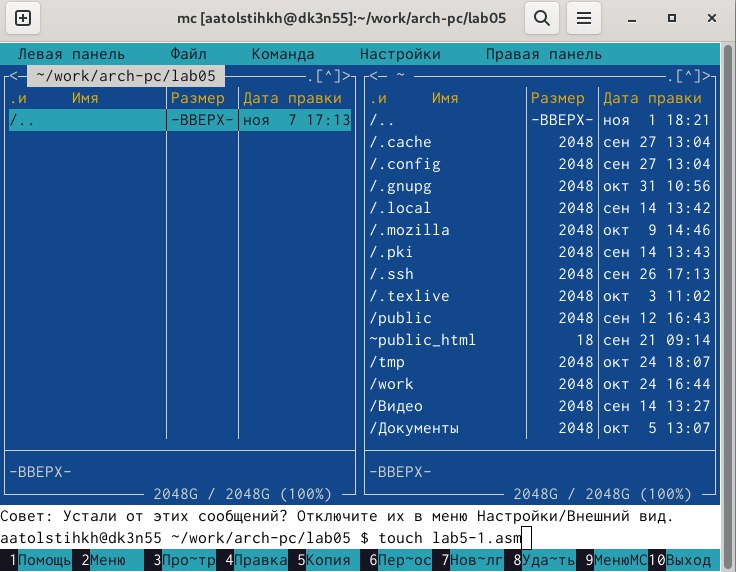 mc [aatolstihkh@dk3n55]:~/work/arch-pc/lab05
Левая панель Файл Команда Настройки Правая панель
<─ ~/work/arch-pc/lab05 .[^]> <─ ~ .[^]>
.и Имя Размер Дата правки .и Имя Размер Дата правки
/.. -ВВЕРХ- ноя 7 17:13 /.. -ВВЕРХ- ноя 1 18:21
/.cache 2048 сен 27 13:04
/.config 2048 сен 27 13:04
/.gnupg 2048 окт 31 10:56
/.local 2048 сен 14 13:42
/.mozilla 2048 окт 9 14:46
/.pki 2048 сен 14 13:43
/.ssh 2048 сен 26 17:13
/.texlive 2048 окт 3 11:02
/public 2048 сен 12 16:43
~public_html 18 сен 21 09:14
/tmp 2048 окт 24 18:07
/work 2048 окт 24 16:44
/Видео 2048 сен 14 13:27
/Документы 2048 окт 5 13:07
-ВВЕРХ- -ВВЕРХ-
2048G / 2048G (100%) 2048G / 2048G (100%)
Совет: Устали от этих сообщений? Отключите их в меню Настройки/Внешний вид.
aatolstihkh@dk3n55 ~/work/arch-pc/lab05 $ touch lab5-1.asm
1Помощь 2Меню 3Про~тр 4Правка 5Копия 6Пер~ос 7Нов~лг 8Уда~ть 9МенюMC 10Выход